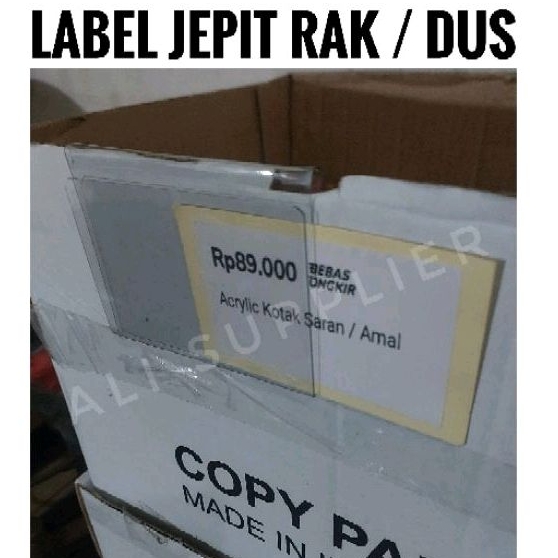 LABEL JEPIT RAK / DUS
Rp89.000 BEBAS
ONGKIR
Acrylic Kotak Saran / Amal
ALI SUPPLIER
COPY PA
MADE IN